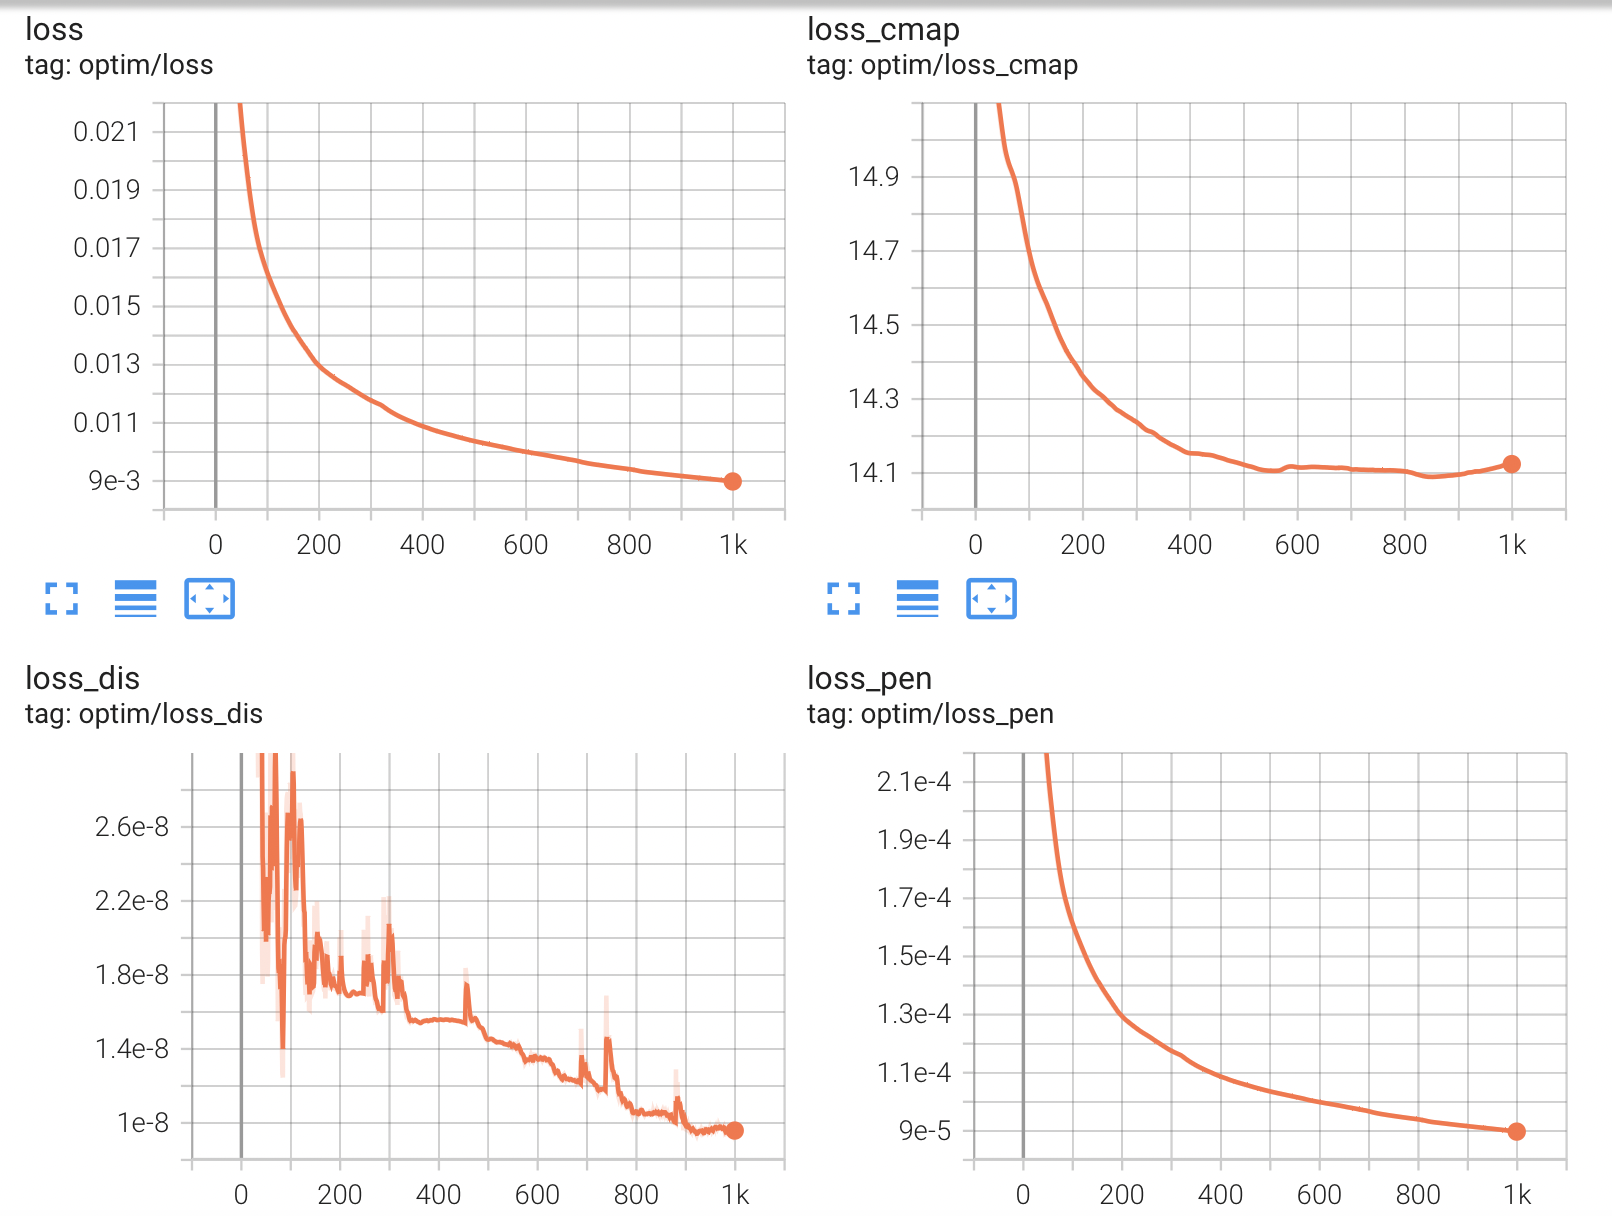 loss
tag: optim/loss
0.021
0.019
0.017
0.015
0.013
0.011
9e-3
0 200 400 600 800 1k
loss_cmap
tag: optim/loss_cmap
14.9
14.7
14.5
14.3
14.1
0 200 400 600 800 1k
loss_dis
tag: optim/loss_dis
2.6e-8
2.2e-8
1.8e-8
1.4e-8
1e-8
0 200 400 600 800 1k
loss_pen
tag: optim/loss_pen
2.1e-4
1.9e-4
1.7e-4
1.5e-4
1.3e-4
1.1e-4
9e-5
0 200 400 600 800 1k